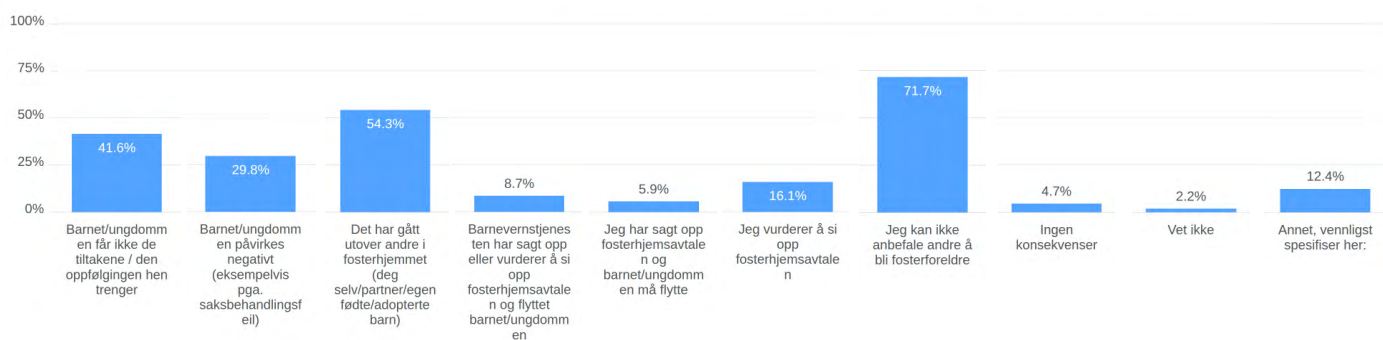 100%
75%
50%
25%
0%
41.6%
29.8%
54.3%
8.7%
5.9%
16.1%
71.7%
4.7%
2.2%
12.4%
Barnet/ungdomm
en får ikke de
tiltakene / den
oppfølgingen hen
trenger
Barnet/ungdomm
en påvirkes
negativt
(eksempelvis
pga.
saksbehandlingsf
eil)
Det har gått
utover andre i
fosterhjemmet
(deg
selv/partner/egen
fødte/adopterte
barn)
Barnevernstjenes
ten har sagt opp
eller vurderer å si
opp
fosterhjemsavtale
n og flyttet
barnet/ungdomm
en
Jeg har sagt opp
fosterhjemsavtale
n og
barnet/ungdomm
en må flytte
Jeg vurderer å si
opp
fosterhjemsavtale
n
Jeg kan ikke
anbefale andre å
bli fosterforeldre
Ingen
konsekvenser
Vet ikke
Annet, vennligst
spesifiser her: